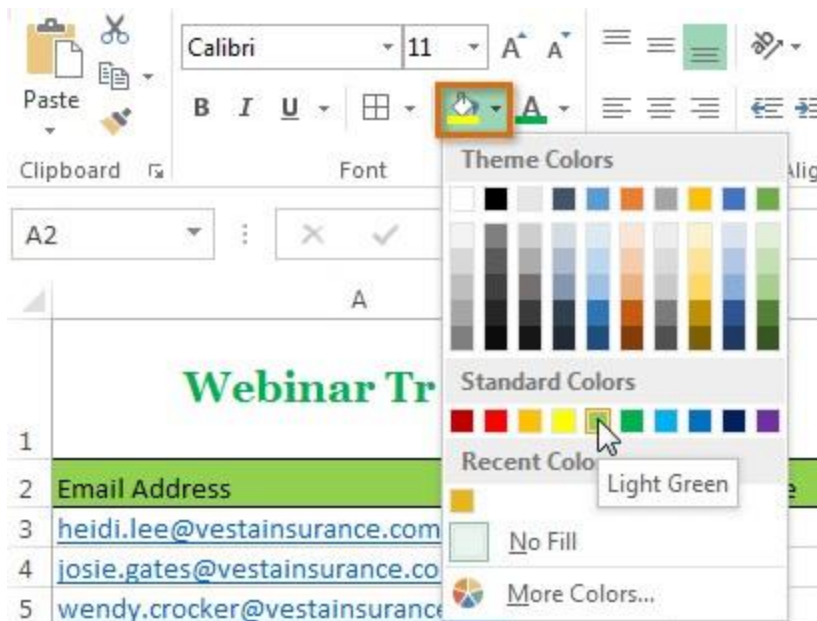 Calibri 11 A A
Paste
B I U A
Clipboard Font Alig
Theme Colors
A2
A
Standard Colors
Webinar Tr
1
Recent Colo
Light Green
2 Email Address e
3 heidi.lee@vestainsurance.com
No Fill
4 josie.gates@vestainsurance.co
More Colors...
5 wendy.crocker@vestainsurance